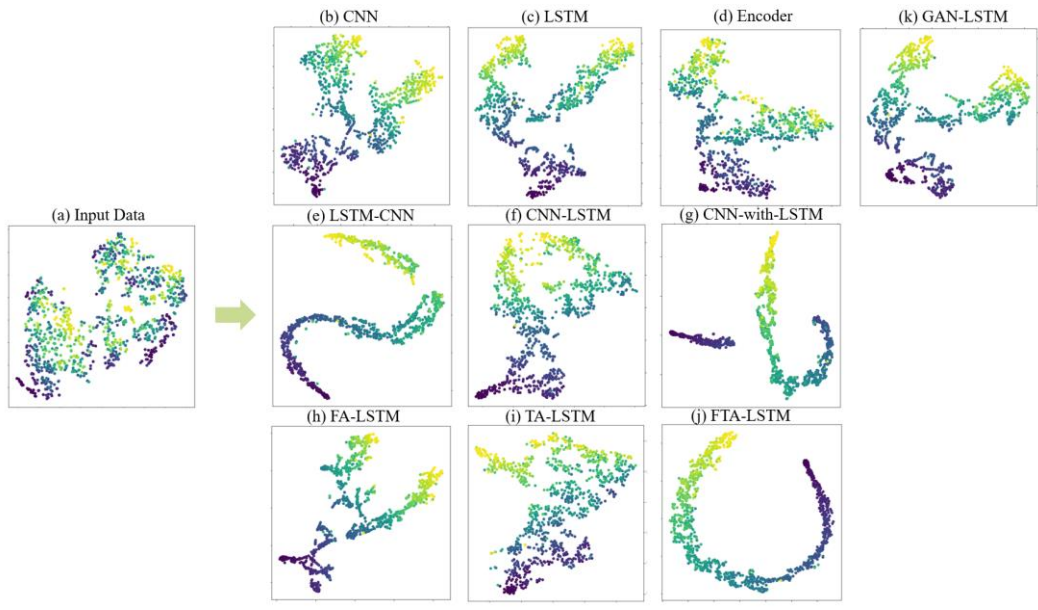 (b) CNN
(c) LSTM
(d) Encoder
(k) GAN-LSTM
(a) Input Data
(e) LSTM-CNN
(f) CNN-LSTM
(g) CNN-with-LSTM
(h) FA-LSTM
(i) TA-LSTM
(j) FTA-LSTM